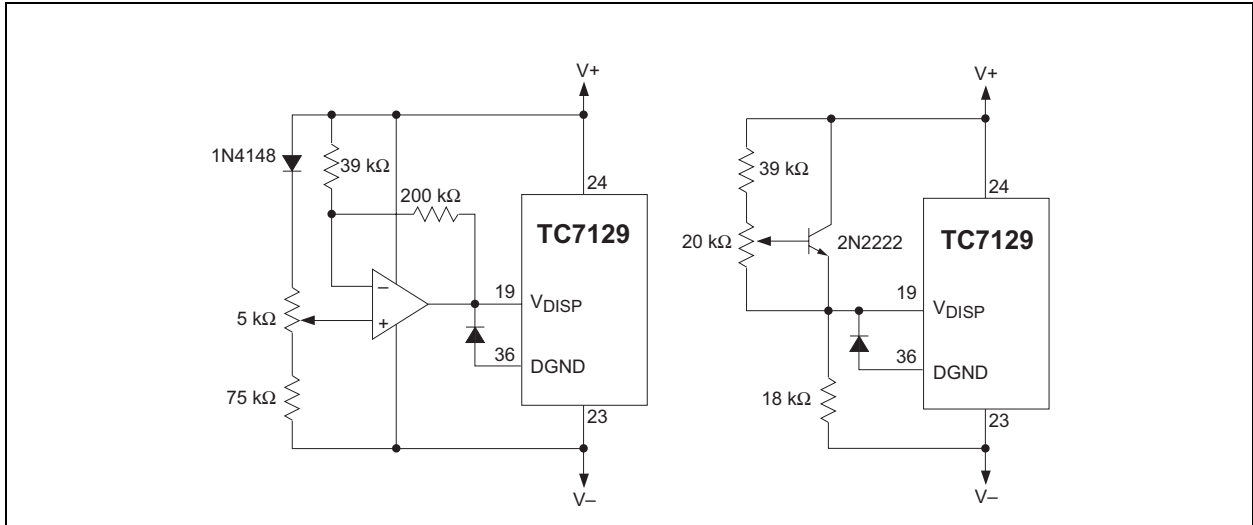 V+
1N4148
39 kΩ
200 kΩ
24
TC7129
5 kΩ
–
+
19
VDISP
36
DGND
75 kΩ
23
V–
V+
39 kΩ
24
TC7129
20 kΩ
2N2222
19
VDISP
36
DGND
18 kΩ
23
V–